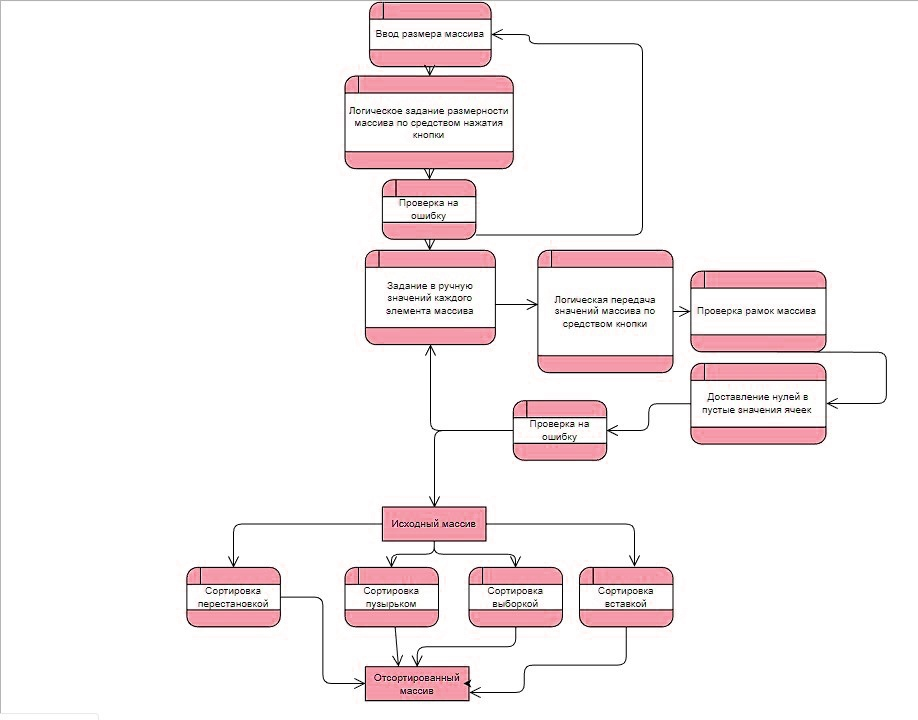 Ввод размера массива
Логическое задание размерности
массива по средством нажатия
кнопки
Проверка на
ошибку
Задание в ручную
значений каждого
элемента массива
Логическая передача
значений массива по
средством кнопки
Проверка рамок массива
Доставление нулей в
пустые значения ячеек
Проверка на
ошибку
Исходный массив
Сортировка
перестановкой
Сортировка
пузырьком
Сортировка
выборкой
Сортировка
вставкой
Отсортированный
массив